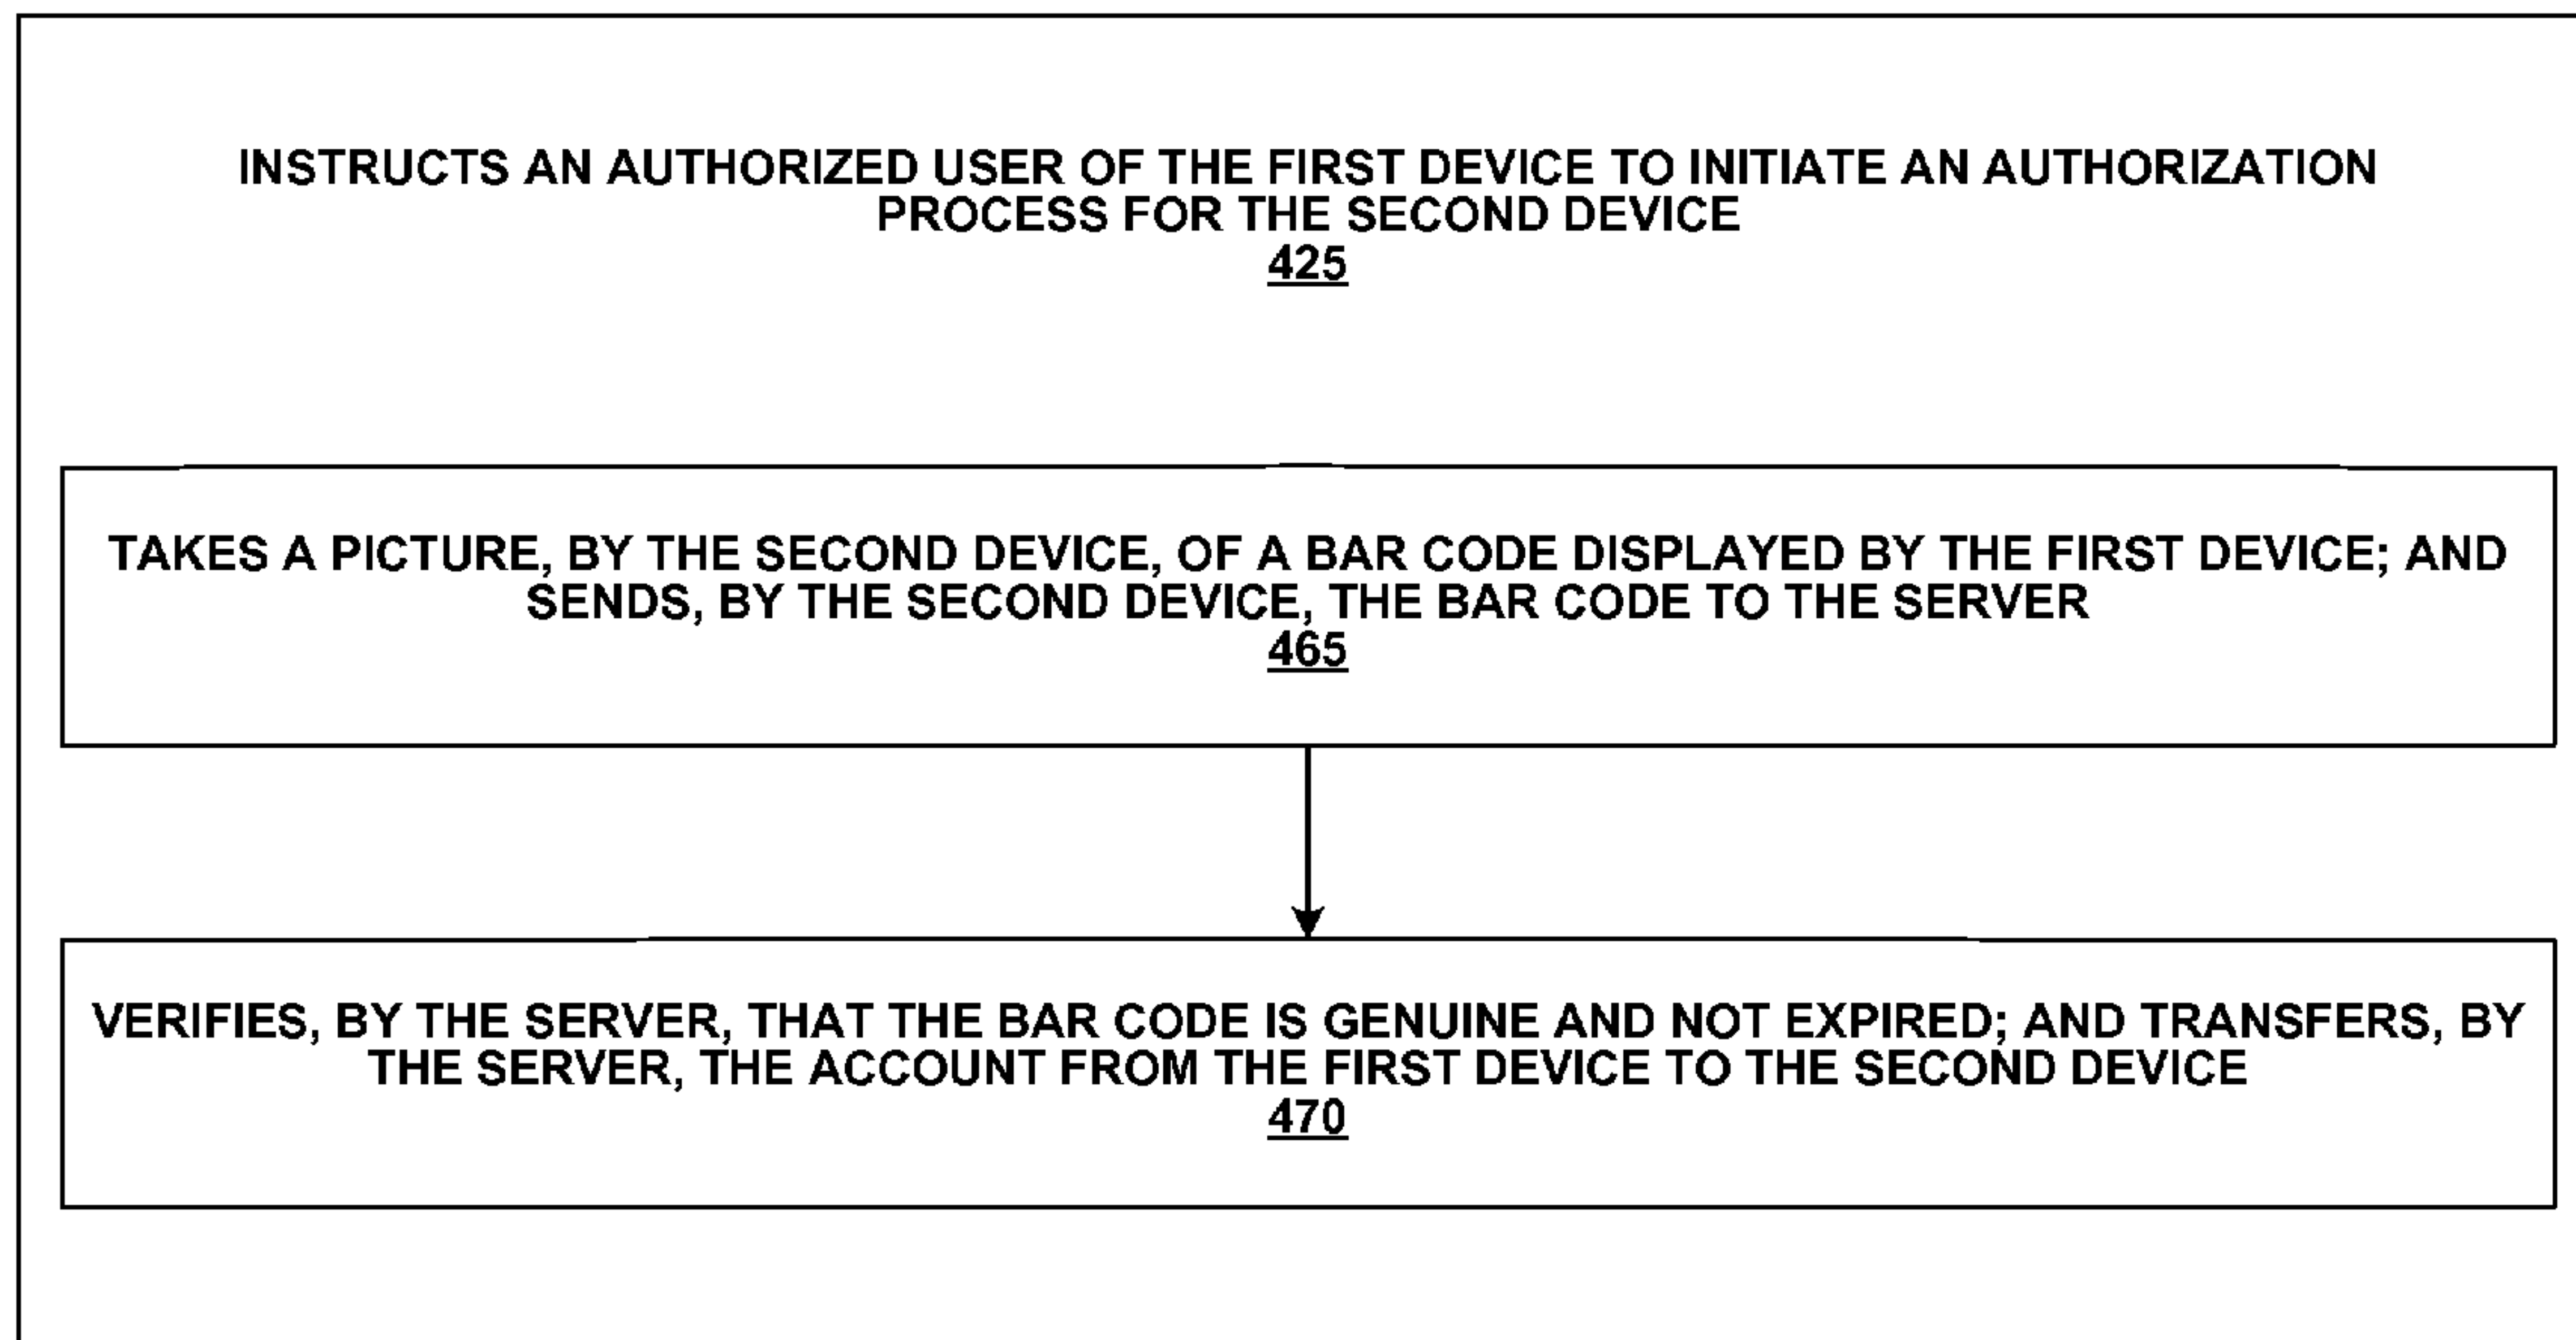 INSTRUCTS AN AUTHORIZED USER OF THE FIRST DEVICE TO INITIATE AN AUTHORIZATION
PROCESS FOR THE SECOND DEVICE
425
TAKES A PICTURE, BY THE SECOND DEVICE, OF A BAR CODE DISPLAYED BY THE FIRST DEVICE; AND
SENDS, BY THE SECOND DEVICE, THE BAR CODE TO THE SERVER
465
VERIFIES, BY THE SERVER, THAT THE BAR CODE IS GENUINE AND NOT EXPIRED; AND TRANSFERS, BY
THE SERVER, THE ACCOUNT FROM THE FIRST DEVICE TO THE SECOND DEVICE
470